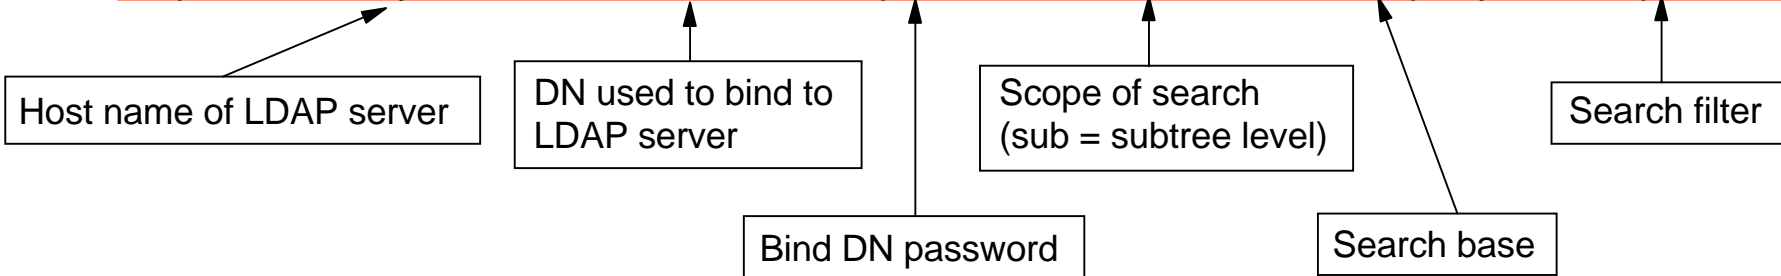 Host name of LDAP server
DN used to bind to
LDAP server
Bind DN password
Scope of search
(sub = subtree level)
Search base
Search filter